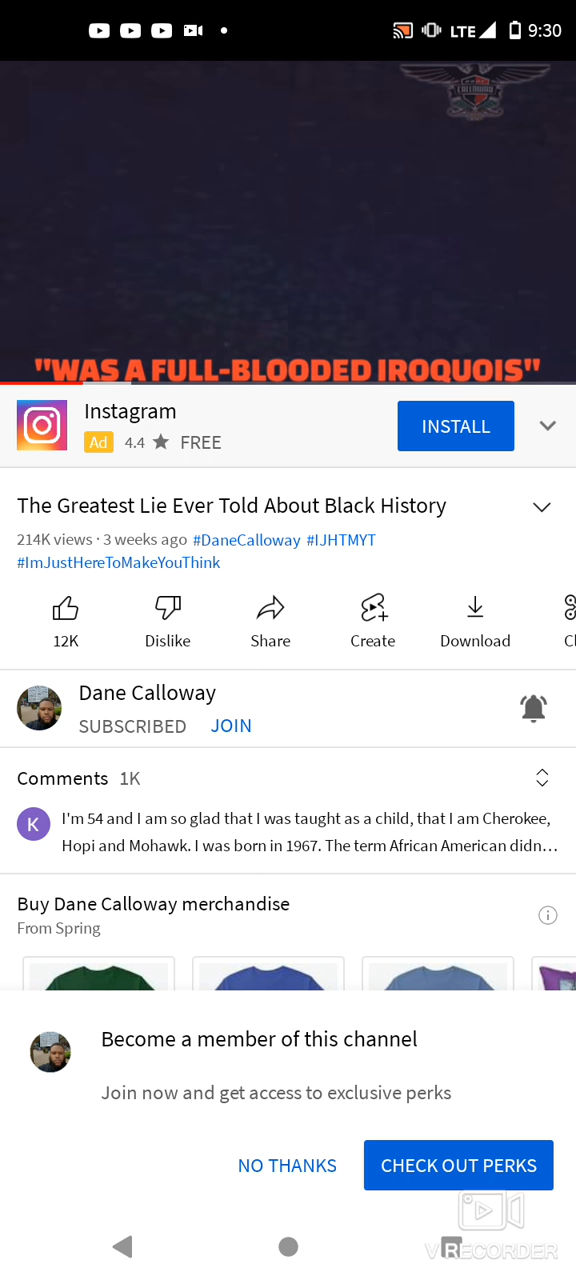 LTE 9:30
CALLOWAY
"WAS A FULL-BLOODED IROQUOIS"
Instagram
Ad 4.4 ★ FREE
INSTALL
The Greatest Lie Ever Told About Black History
214K views · 3 weeks ago #DaneCalloway #IJHTMYT
#ImJustHereToMakeYouThink
12K Dislike Share Create Download Cl
Dane Calloway
SUBSCRIBED JOIN
Comments 1K
K
I'm 54 and I am so glad that I was taught as a child, that I am Cherokee,
Hopi and Mohawk. I was born in 1967. The term African American didn...
Buy Dane Calloway merchandise
From Spring
Become a member of this channel
Join now and get access to exclusive perks
NO THANKS CHECK OUT PERKS
VRECORDER